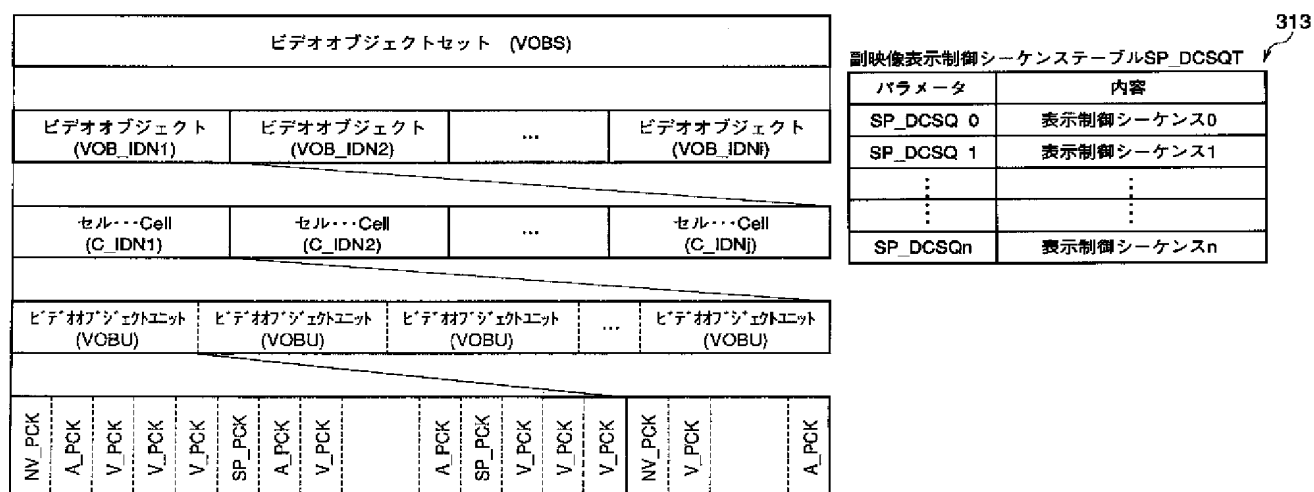 ビデオオブジェクトセット (VOBS)
ビデオオブジェクト ビデオオブジェクト … ビデオオブジェクト
(VOB_IDN1) (VOB_IDN2) (VOB_IDNi)
セル･･･Cell セル･･･Cell … セル･･･Cell
(C_IDN1) (C_IDN2) (C_IDNj)
ビデオオブジェクトユニット ビデオオブジェクトユニット ビデオオブジェクトユニット … ビデオオブジェクトユニット
(VOBU) (VOBU) (VOBU) (VOBU)
NV_PCK
A_PCK
V_PCK
V_PCK
V_PCK
SP_PCK
A_PCK
V_PCK
A_PCK
SP_PCK
V_PCK
V_PCK
V_PCK
NV_PCK
V_PCK
A_PCK
313
副映像表示制御シーケンステーブルSP_DCSQT
パラメータ 内容
SP_DCSQ 0 表示制御シーケンス0
SP_DCSQ 1 表示制御シーケンス1
⋮ ⋮
⋮ ⋮
SP_DCSQn 表示制御シーケンスn